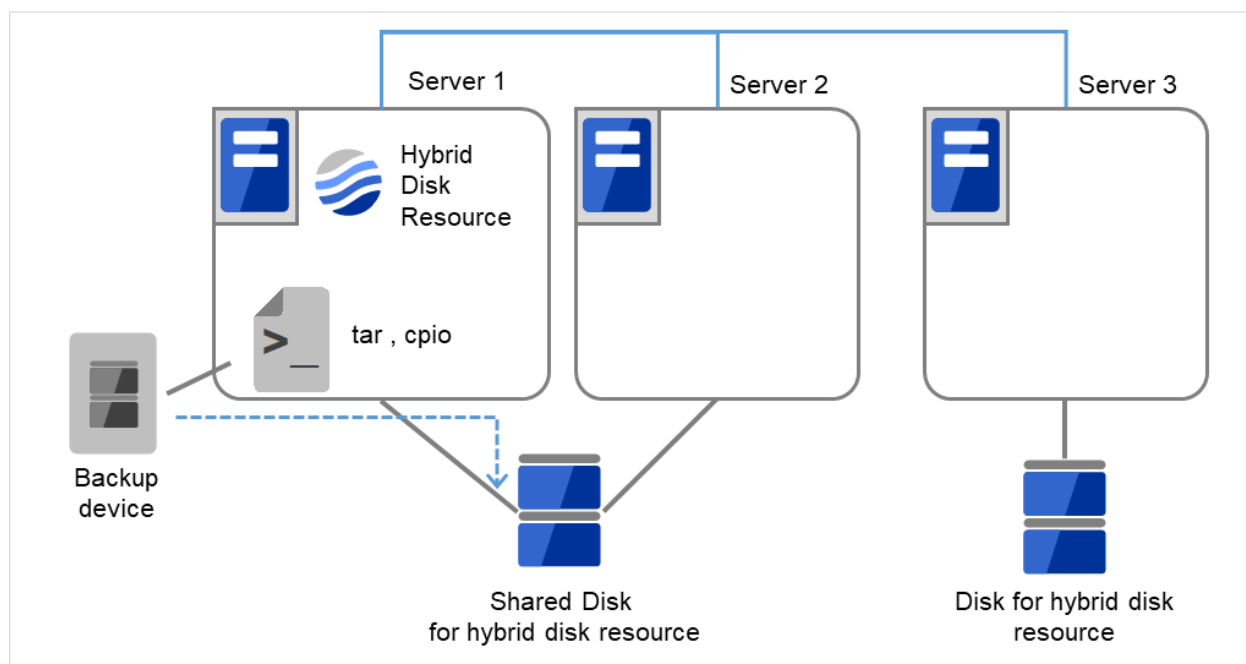 Server 1
Server 2
Server 3
Hybrid
Disk
Resource
>_
tar , cpio
Backup
device
Shared Disk
for hybrid disk resource
Disk for hybrid disk
resource